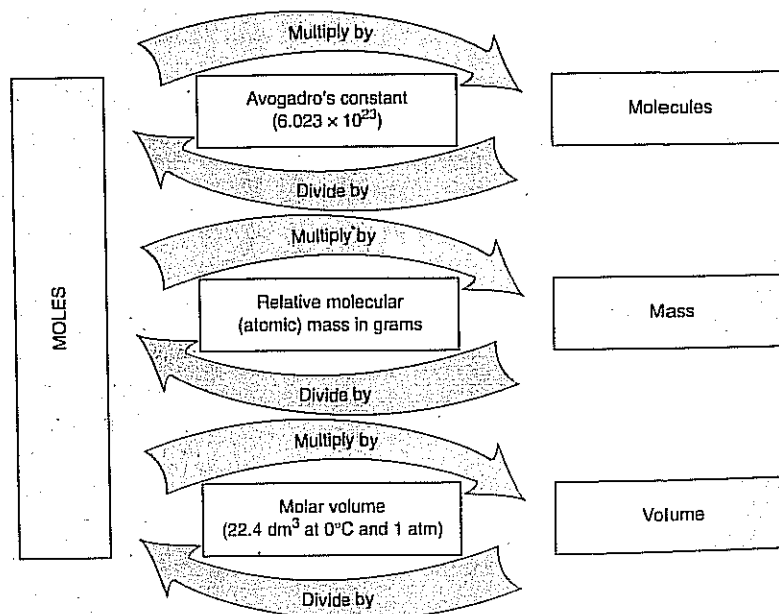 Multiply by
Avogadro's constant
(6.023 × 10²³)
Molecules
Divide by
MOLES
Multiply by
Relative molecular
(atomic) mass in grams
Mass
Divide by
Multiply by
Molar volume
(22.4 dm³ at 0°C and 1 atm)
Volume
Divide by